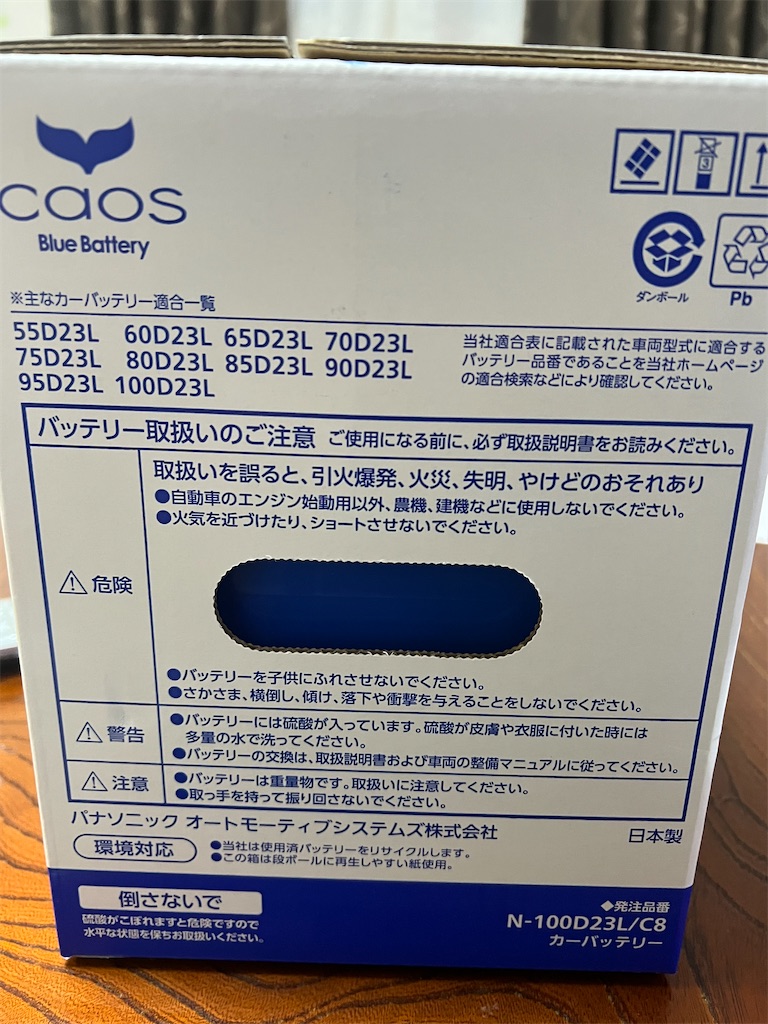 caos
Blue Battery
3
ダンボール
Pb
※主なカーバッテリー適合一覧
55D23L 60D23L 65D23L 70D23L
75D23L 80D23L 85D23L 90D23L
95D23L 100D23L
当社適合表に記載された車両型式に適合する
バッテリー品番であることを当社ホームページ
の適合検索などにより確認してください。
バッテリー取扱いのご注意 ご使用になる前に、必ず取扱説明書をお読みください。
危険
取扱いを誤ると、引火爆発、火災、失明、やけどのおそれあり
●自動車のエンジン始動用以外、農機、建機などに使用しないでください。
●火気を近づけたり、ショートさせないでください。
●バッテリーを子供にふれさせないでください。
●さかさま、横倒し、傾け、落下や衝撃を与えることをしないでください。
警告
●バッテリーには硫酸が入っています。硫酸が皮膚や衣服に付いた時には
多量の水で洗ってください。
●バッテリーの交換は、取扱説明書および車両の整備マニュアルに従ってください。
注意
●バッテリーは重量物です。取扱いに注意してください。
●取っ手を持って振り回さないでください。
パナソニック オートモーティブシステムズ株式会社
日本製
環境対応
●当社は使用済バッテリーをリサイクルします。
●この箱は段ボールに再生しやすい紙使用。
倒さないで
硫酸がこぼれますと危険ですので
水平な状態を保ちお取扱いください。
◆発注品番
N-100D23L/C8
カーバッテリー